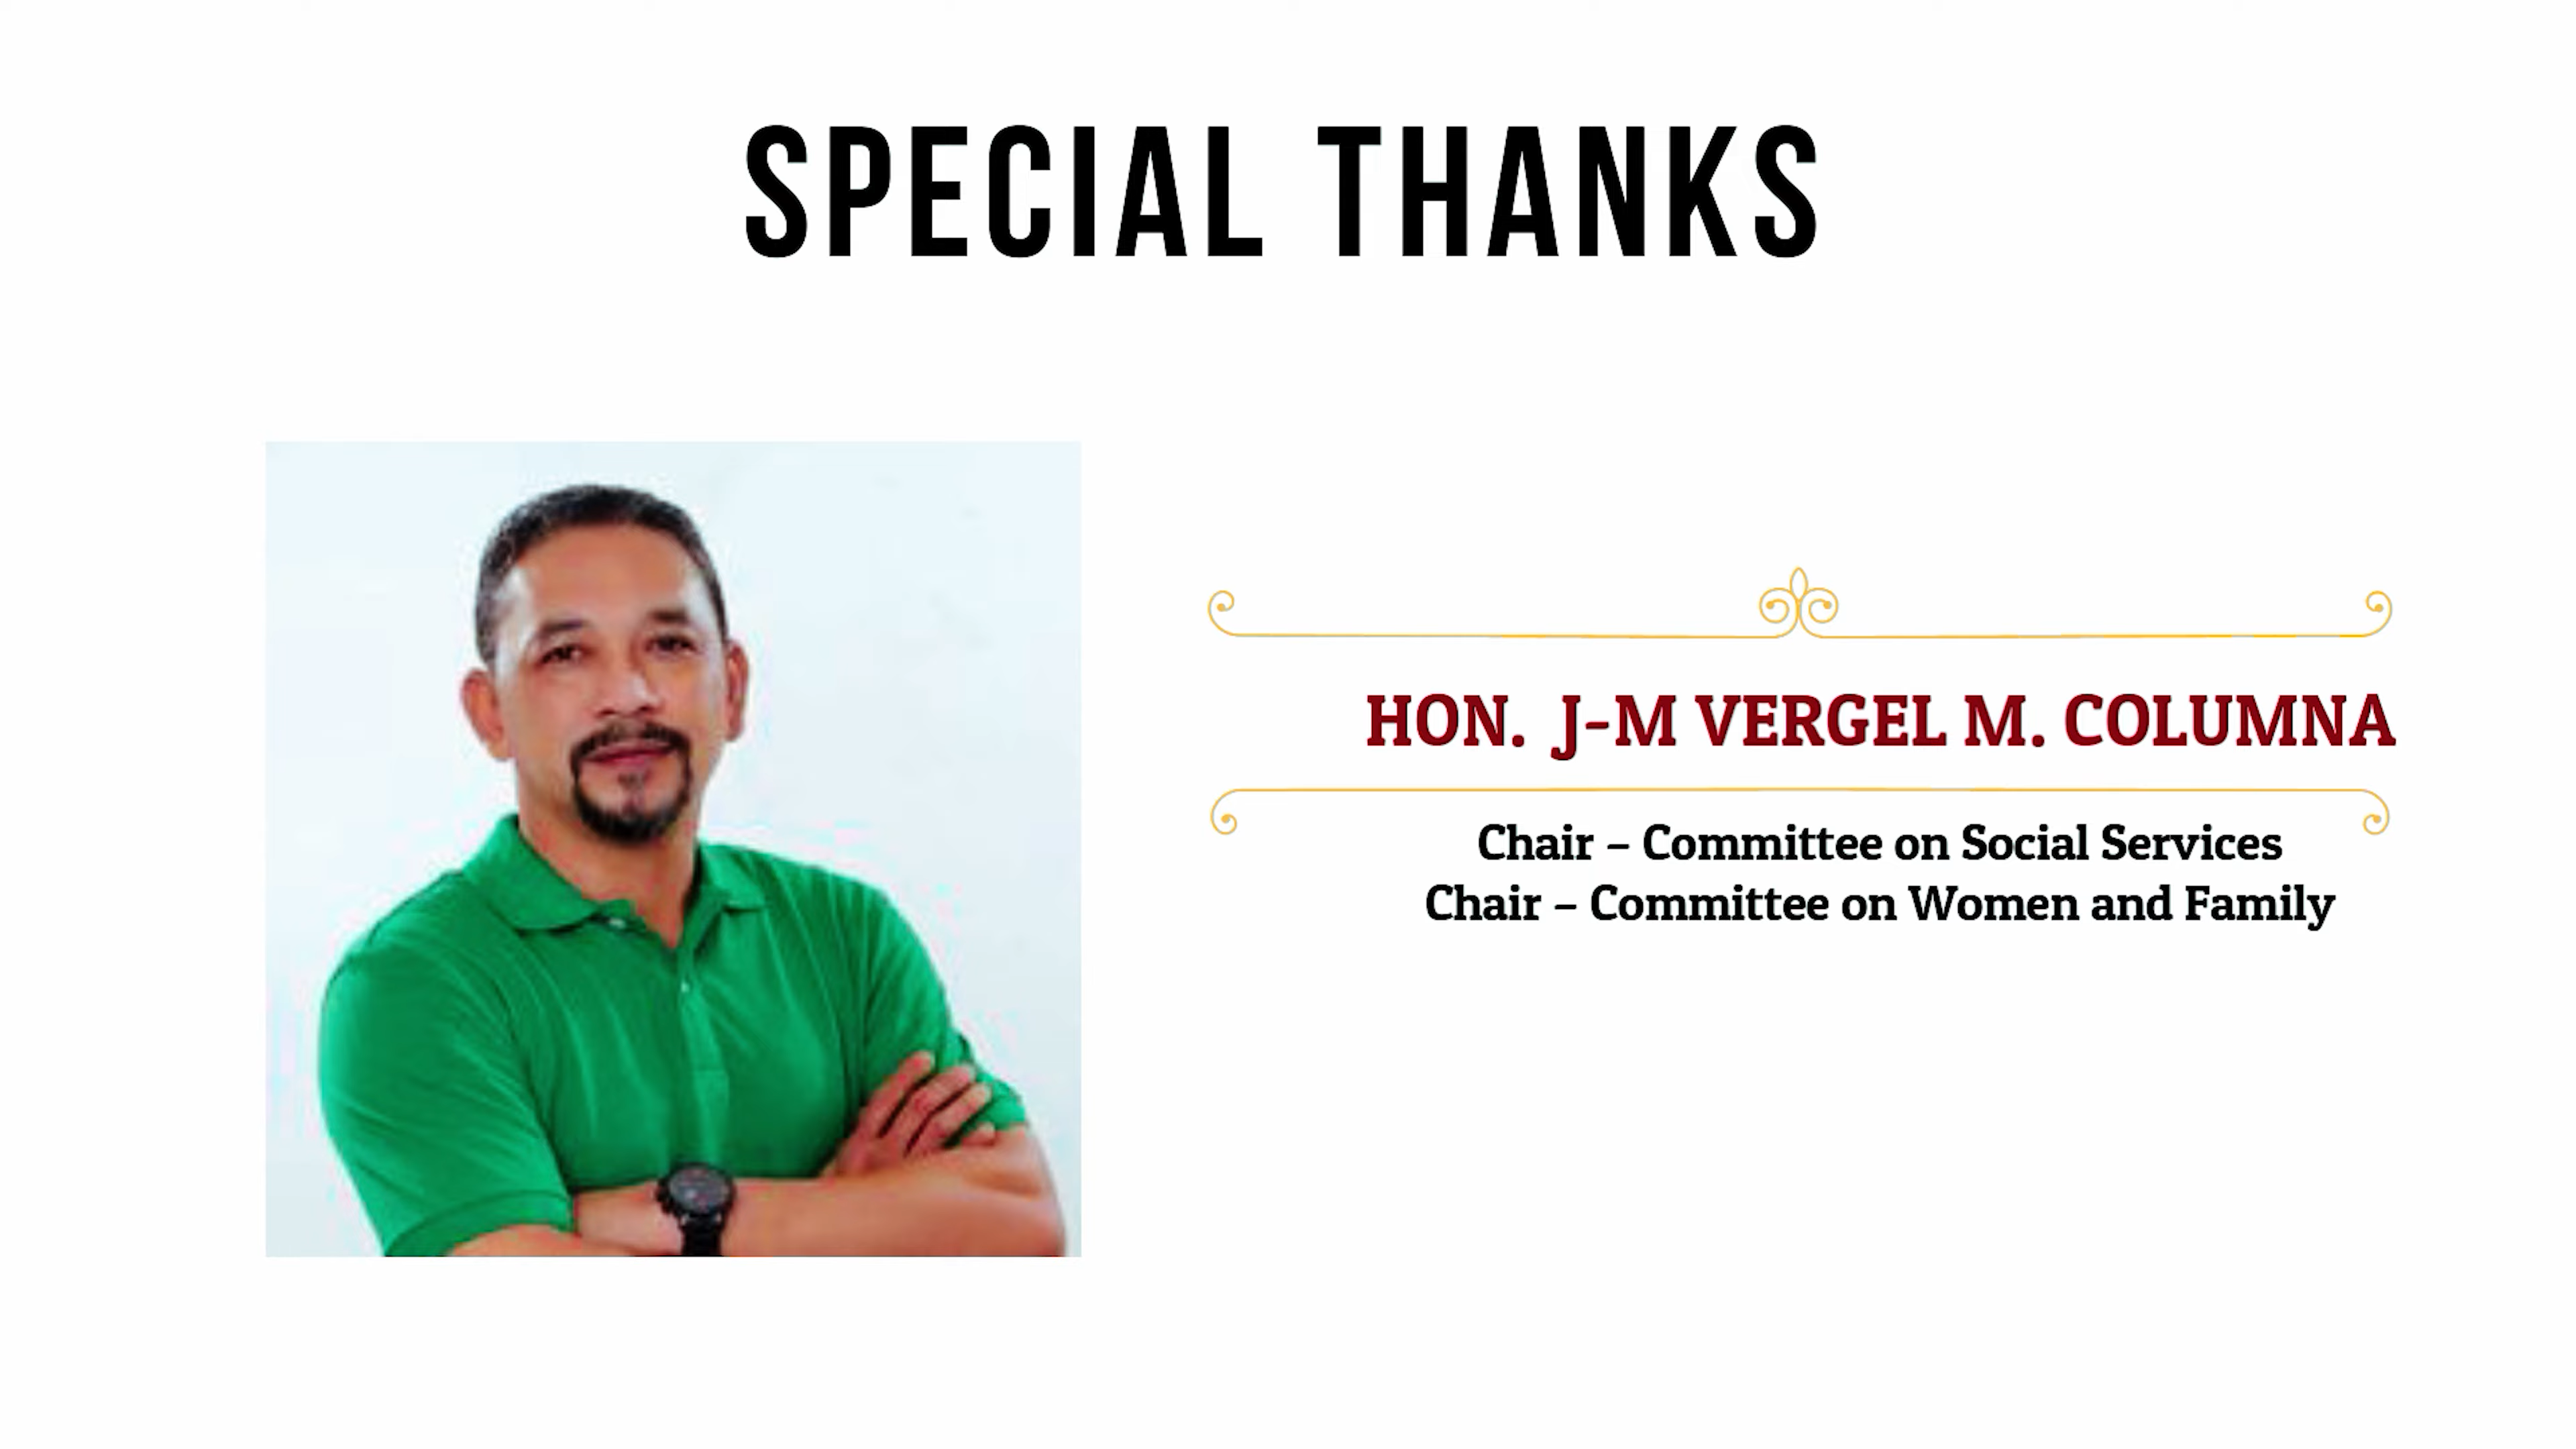 SPECIAL THANKS
HON. J-M VERGEL M. COLUMNA
Chair – Committee on Social Services
Chair – Committee on Women and Family